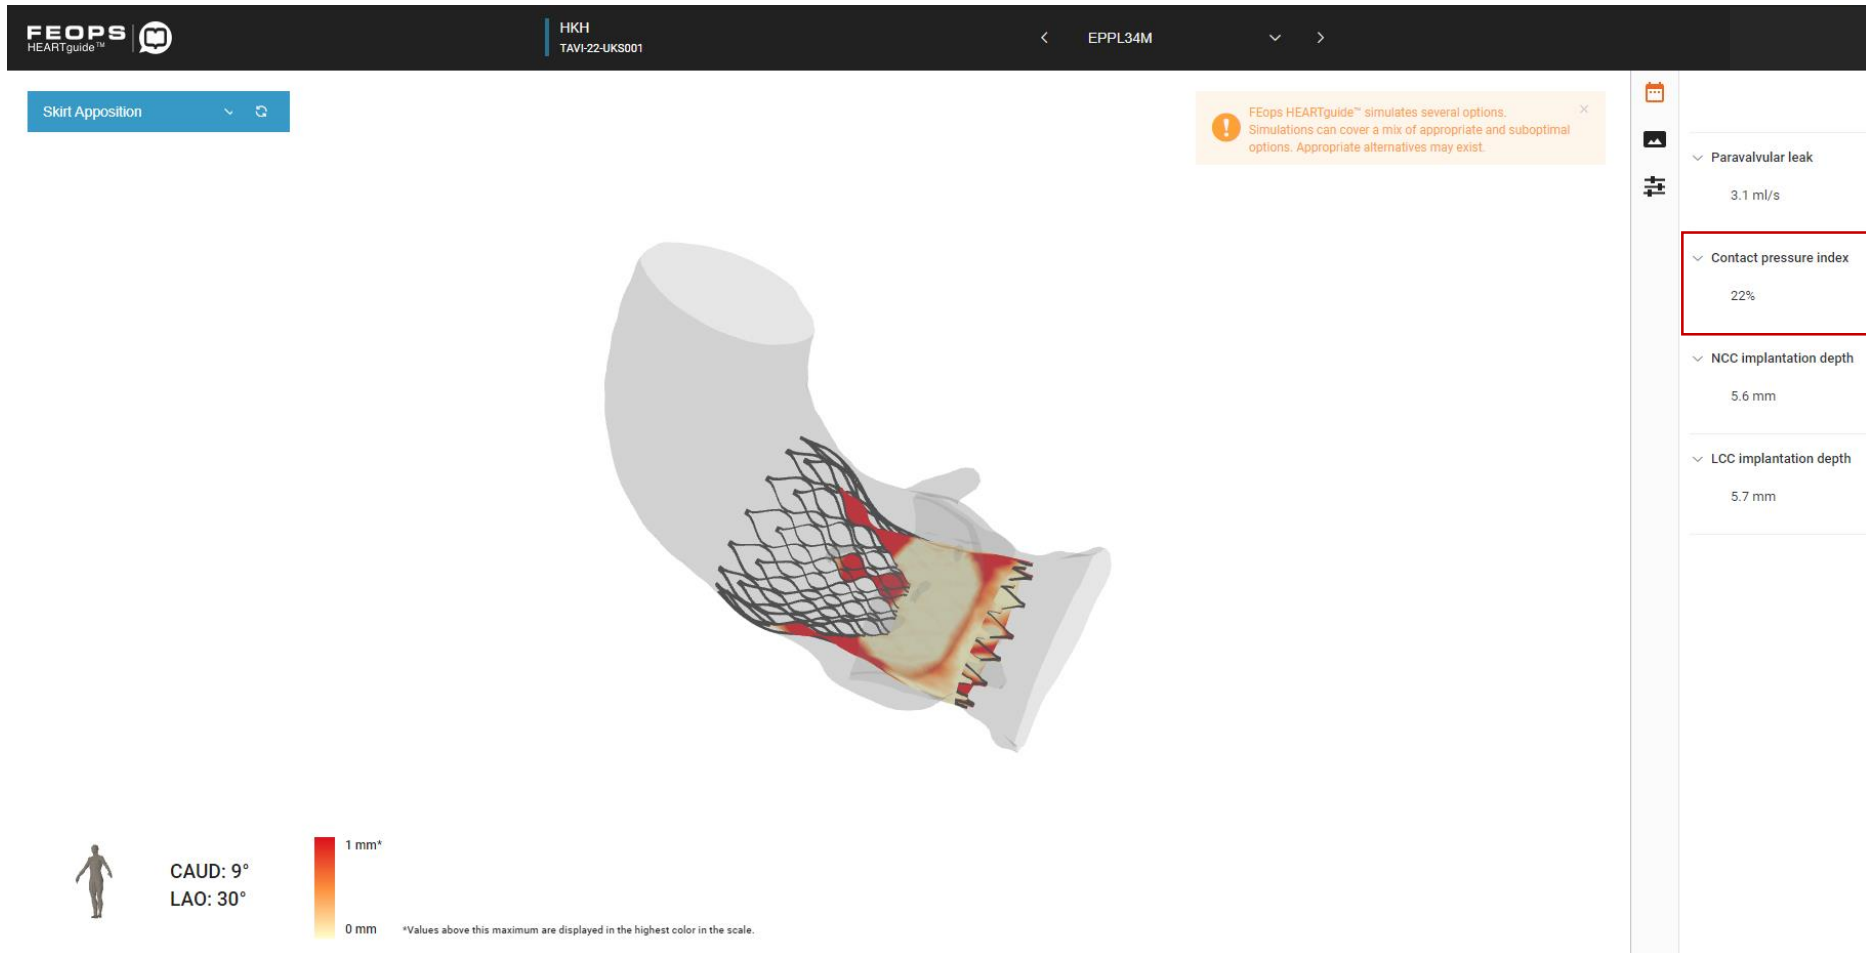 FEOPS
HEARTguide™
HKH
TAVI-22-UKS001
EPPL34M
Skirt Apposition
FEops HEARTguide™ simulates several options.
Simulations can cover a mix of appropriate and suboptimal
options. Appropriate alternatives may exist.
Paravalvular leak
3.1 ml/s
Contact pressure index
22%
NCC implantation depth
5.6 mm
LCC implantation depth
5.7 mm
CAUD: 9°
LAO: 30°
1 mm*
0 mm
*Values above this maximum are displayed in the highest color in the scale.